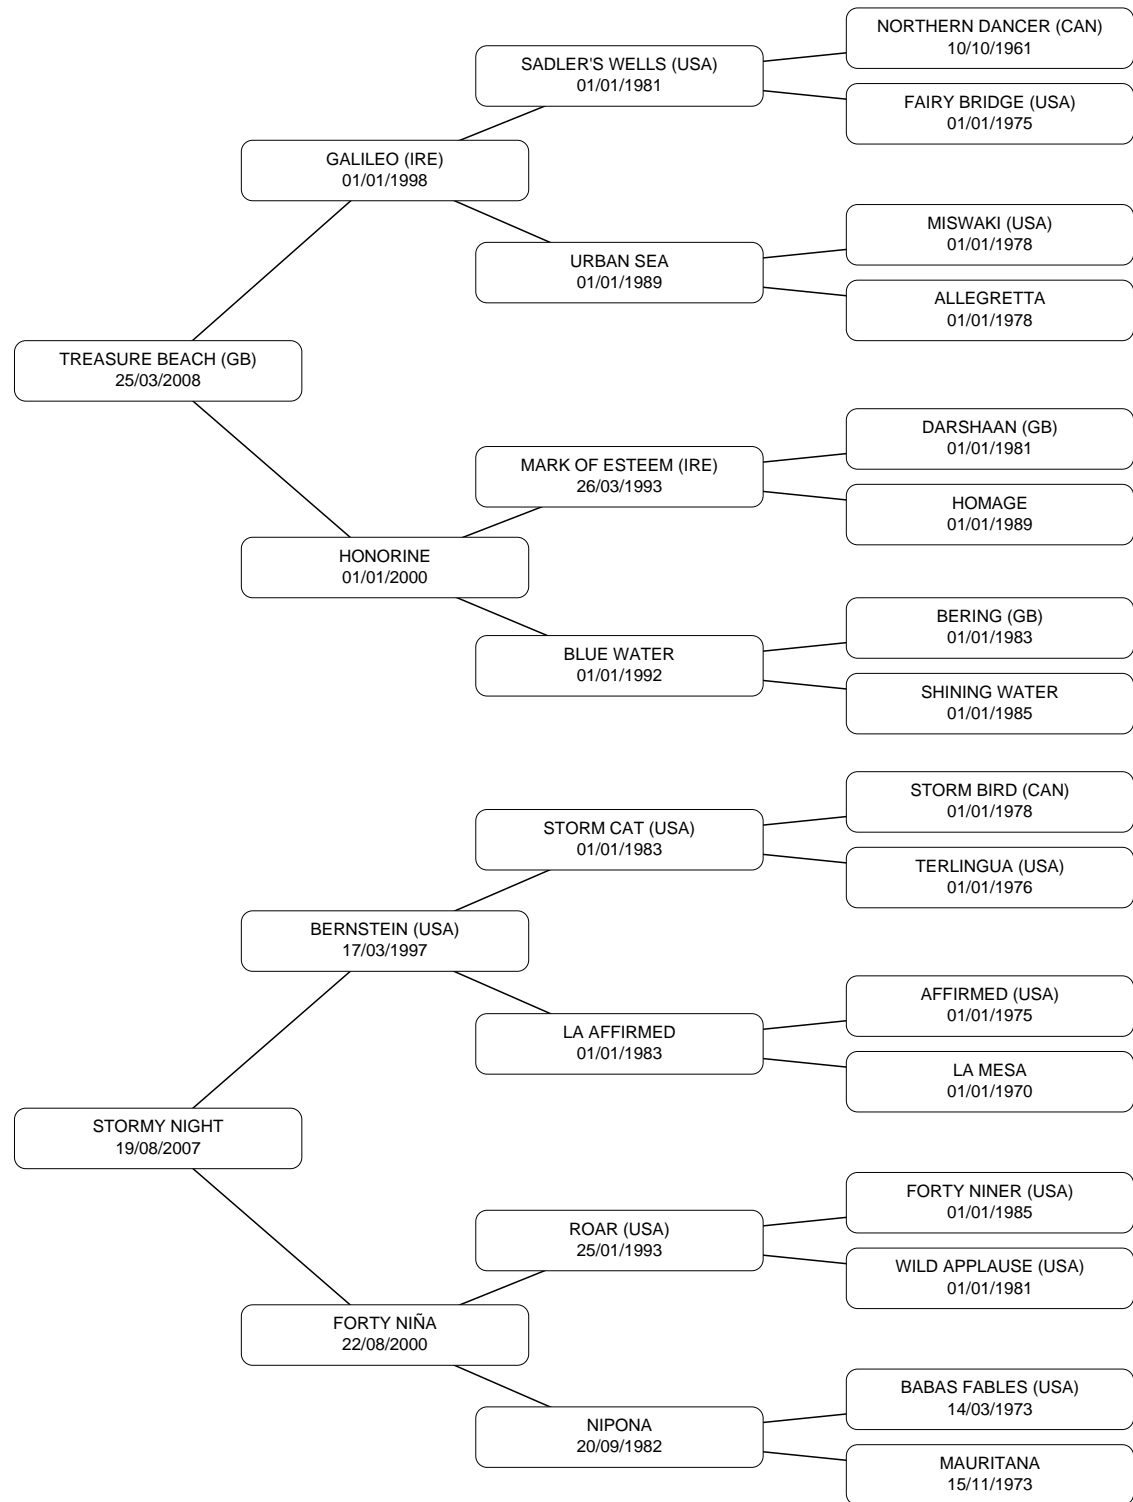 NORTHERN DANCER (CAN)
10/10/1961
SADLER'S WELLS (USA)
01/01/1981
FAIRY BRIDGE (USA)
01/01/1975
GALILEO (IRE)
01/01/1998
MISWAKI (USA)
01/01/1978
URBAN SEA
01/01/1989
ALLEGRETTA
01/01/1978
TREASURE BEACH (GB)
25/03/2008
DARSHAAN (GB)
01/01/1981
MARK OF ESTEEM (IRE)
26/03/1993
HOMAGE
01/01/1989
HONORINE
01/01/2000
BERING (GB)
01/01/1983
BLUE WATER
01/01/1992
SHINING WATER
01/01/1985
STORM BIRD (CAN)
01/01/1978
STORM CAT (USA)
01/01/1983
TERLINGUA (USA)
01/01/1976
BERNSTEIN (USA)
17/03/1997
AFFIRMED (USA)
01/01/1975
LA AFFIRMED
01/01/1983
LA MESA
01/01/1970
STORMY NIGHT
19/08/2007
FORTY NINER (USA)
01/01/1985
ROAR (USA)
25/01/1993
WILD APPLAUSE (USA)
01/01/1981
FORTY NIÑA
22/08/2000
BABAS FABLES (USA)
14/03/1973
NIPONA
20/09/1982
MAURITANA
15/11/1973